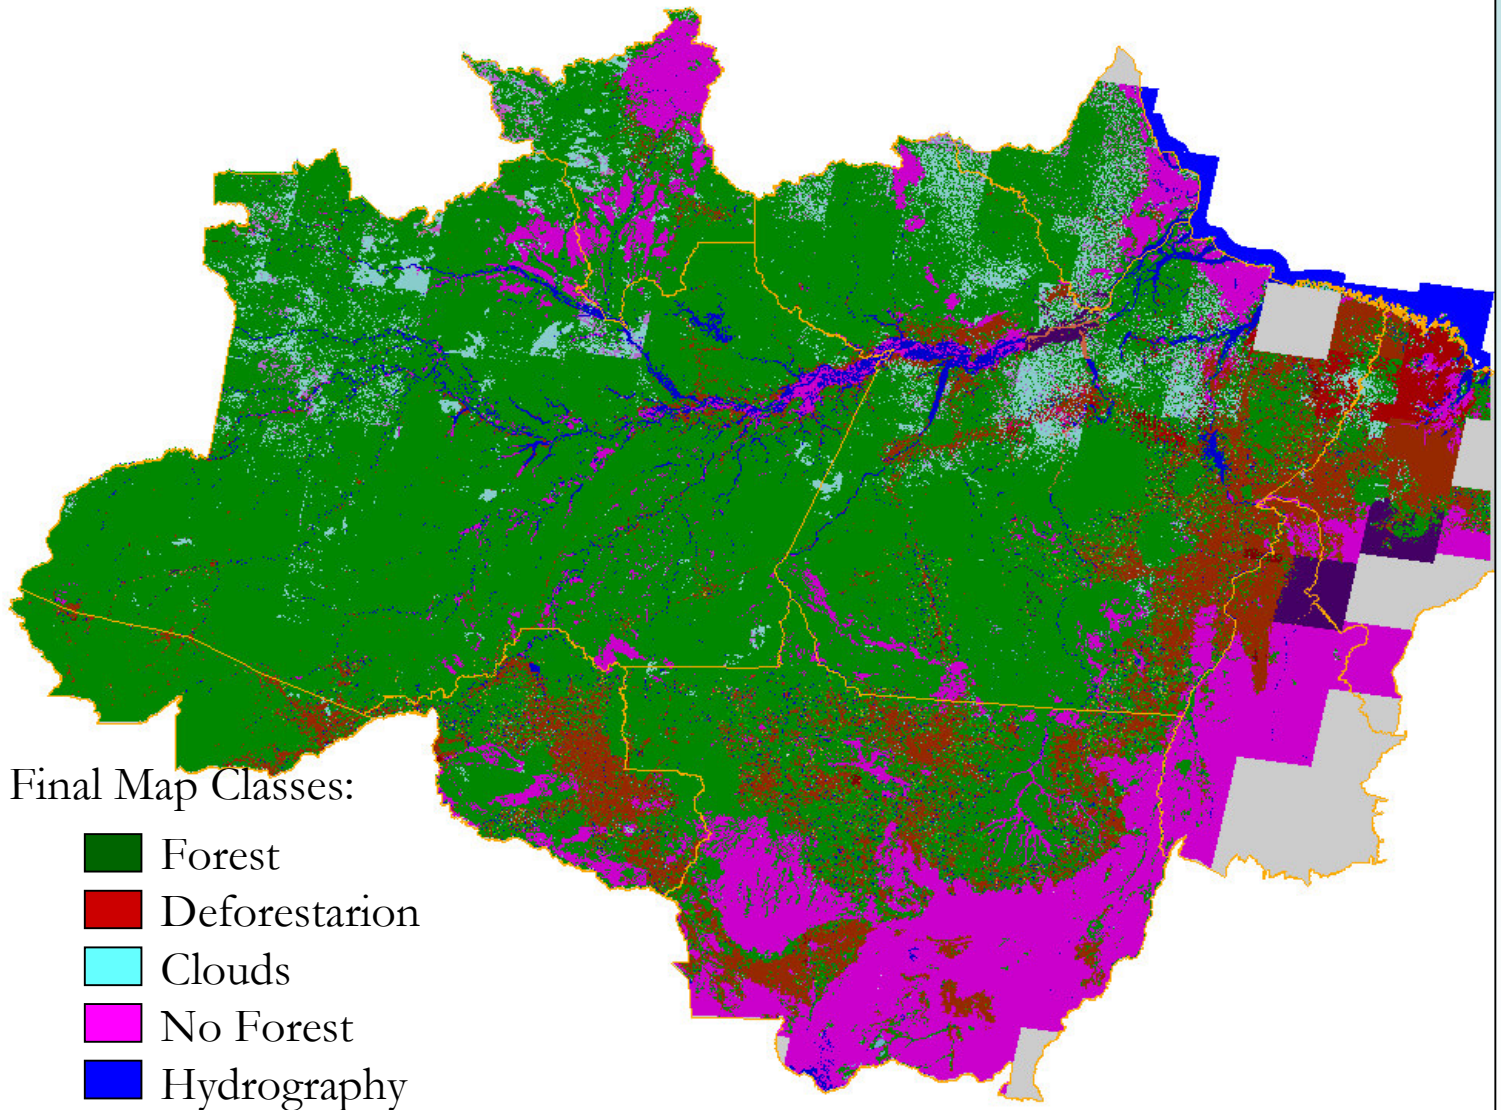 Final Map Classes:
Forest
Deforestarion
Clouds
No Forest
Hydrography